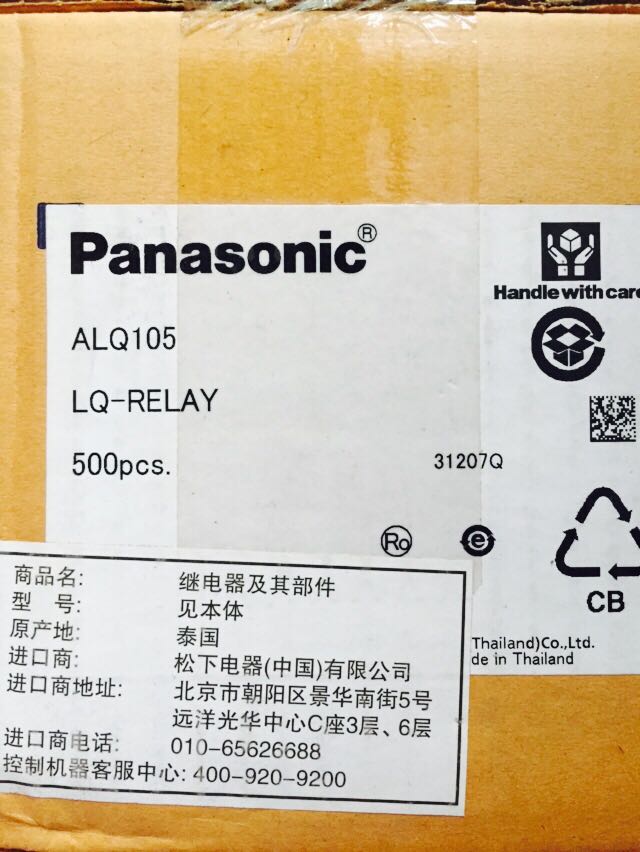 Panasonic®
Handle with care
ALQ105
LQ-RELAY
500pcs.
31207Q
Ro
e
CB
Thailand)Co.,Ltd.
de in Thailand
商品名: 继电器及其部件
型 号: 见本体
原产地: 泰国
进口商: 松下电器(中国)有限公司
进口商地址: 北京市朝阳区景华南街5号
远洋光华中心C座3层、6层
进口商电话: 010-65626688
控制机器客服中心: 400-920-9200